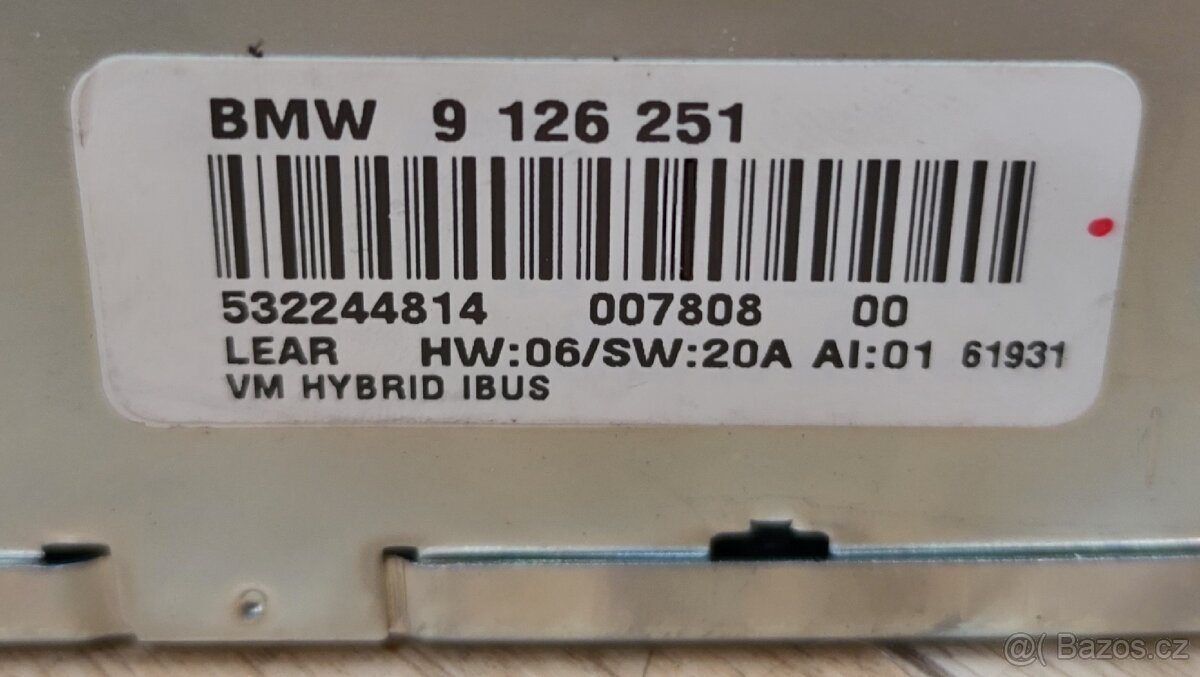 BMW 9 126 251
532244814 007808 00
LEAR HW:06/SW:20A AI:01 61931
VM HYBRID IBUS
@( Bazos.cz